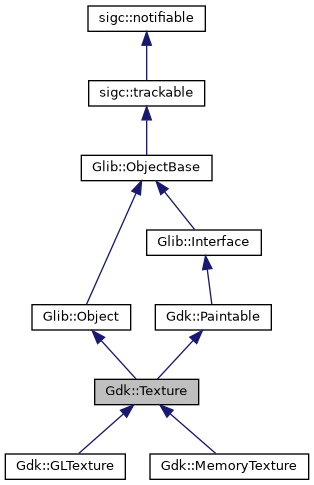 sigc::notifiable
sigc::trackable
Glib::ObjectBase
Glib::Interface
Glib::Object
Gdk::Paintable
Gdk::Texture
Gdk::GLTexture
Gdk::MemoryTexture